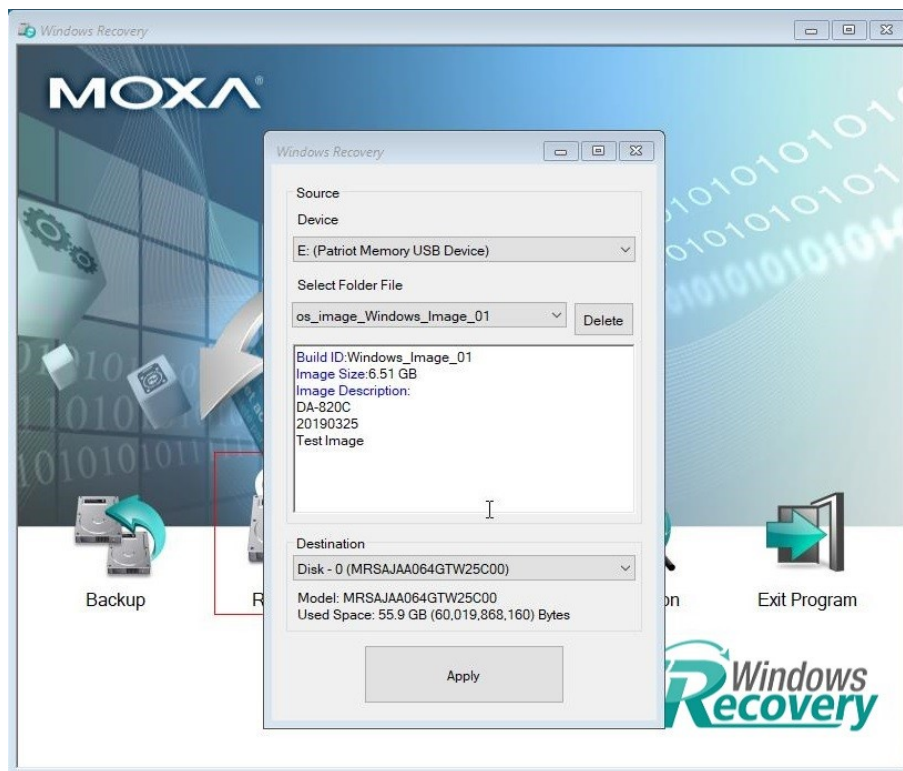 Windows Recovery
MOXA®
Windows Recovery
Source
Device
E: (Patriot Memory USB Device)
Select Folder File
os_image_Windows_Image_01
Delete
Build ID:Windows_Image_01
Image Size:6.51 GB
Image Description:
DA-820C
20190325
Test Image
Destination
Disk - 0 (MRSAJAA064GTW25C00)
Model: MRSAJAA064GTW25C00
Used Space: 55.9 GB (60,019,868,160) Bytes
Apply
Backup
R
on
Exit Program
Windows
Recovery